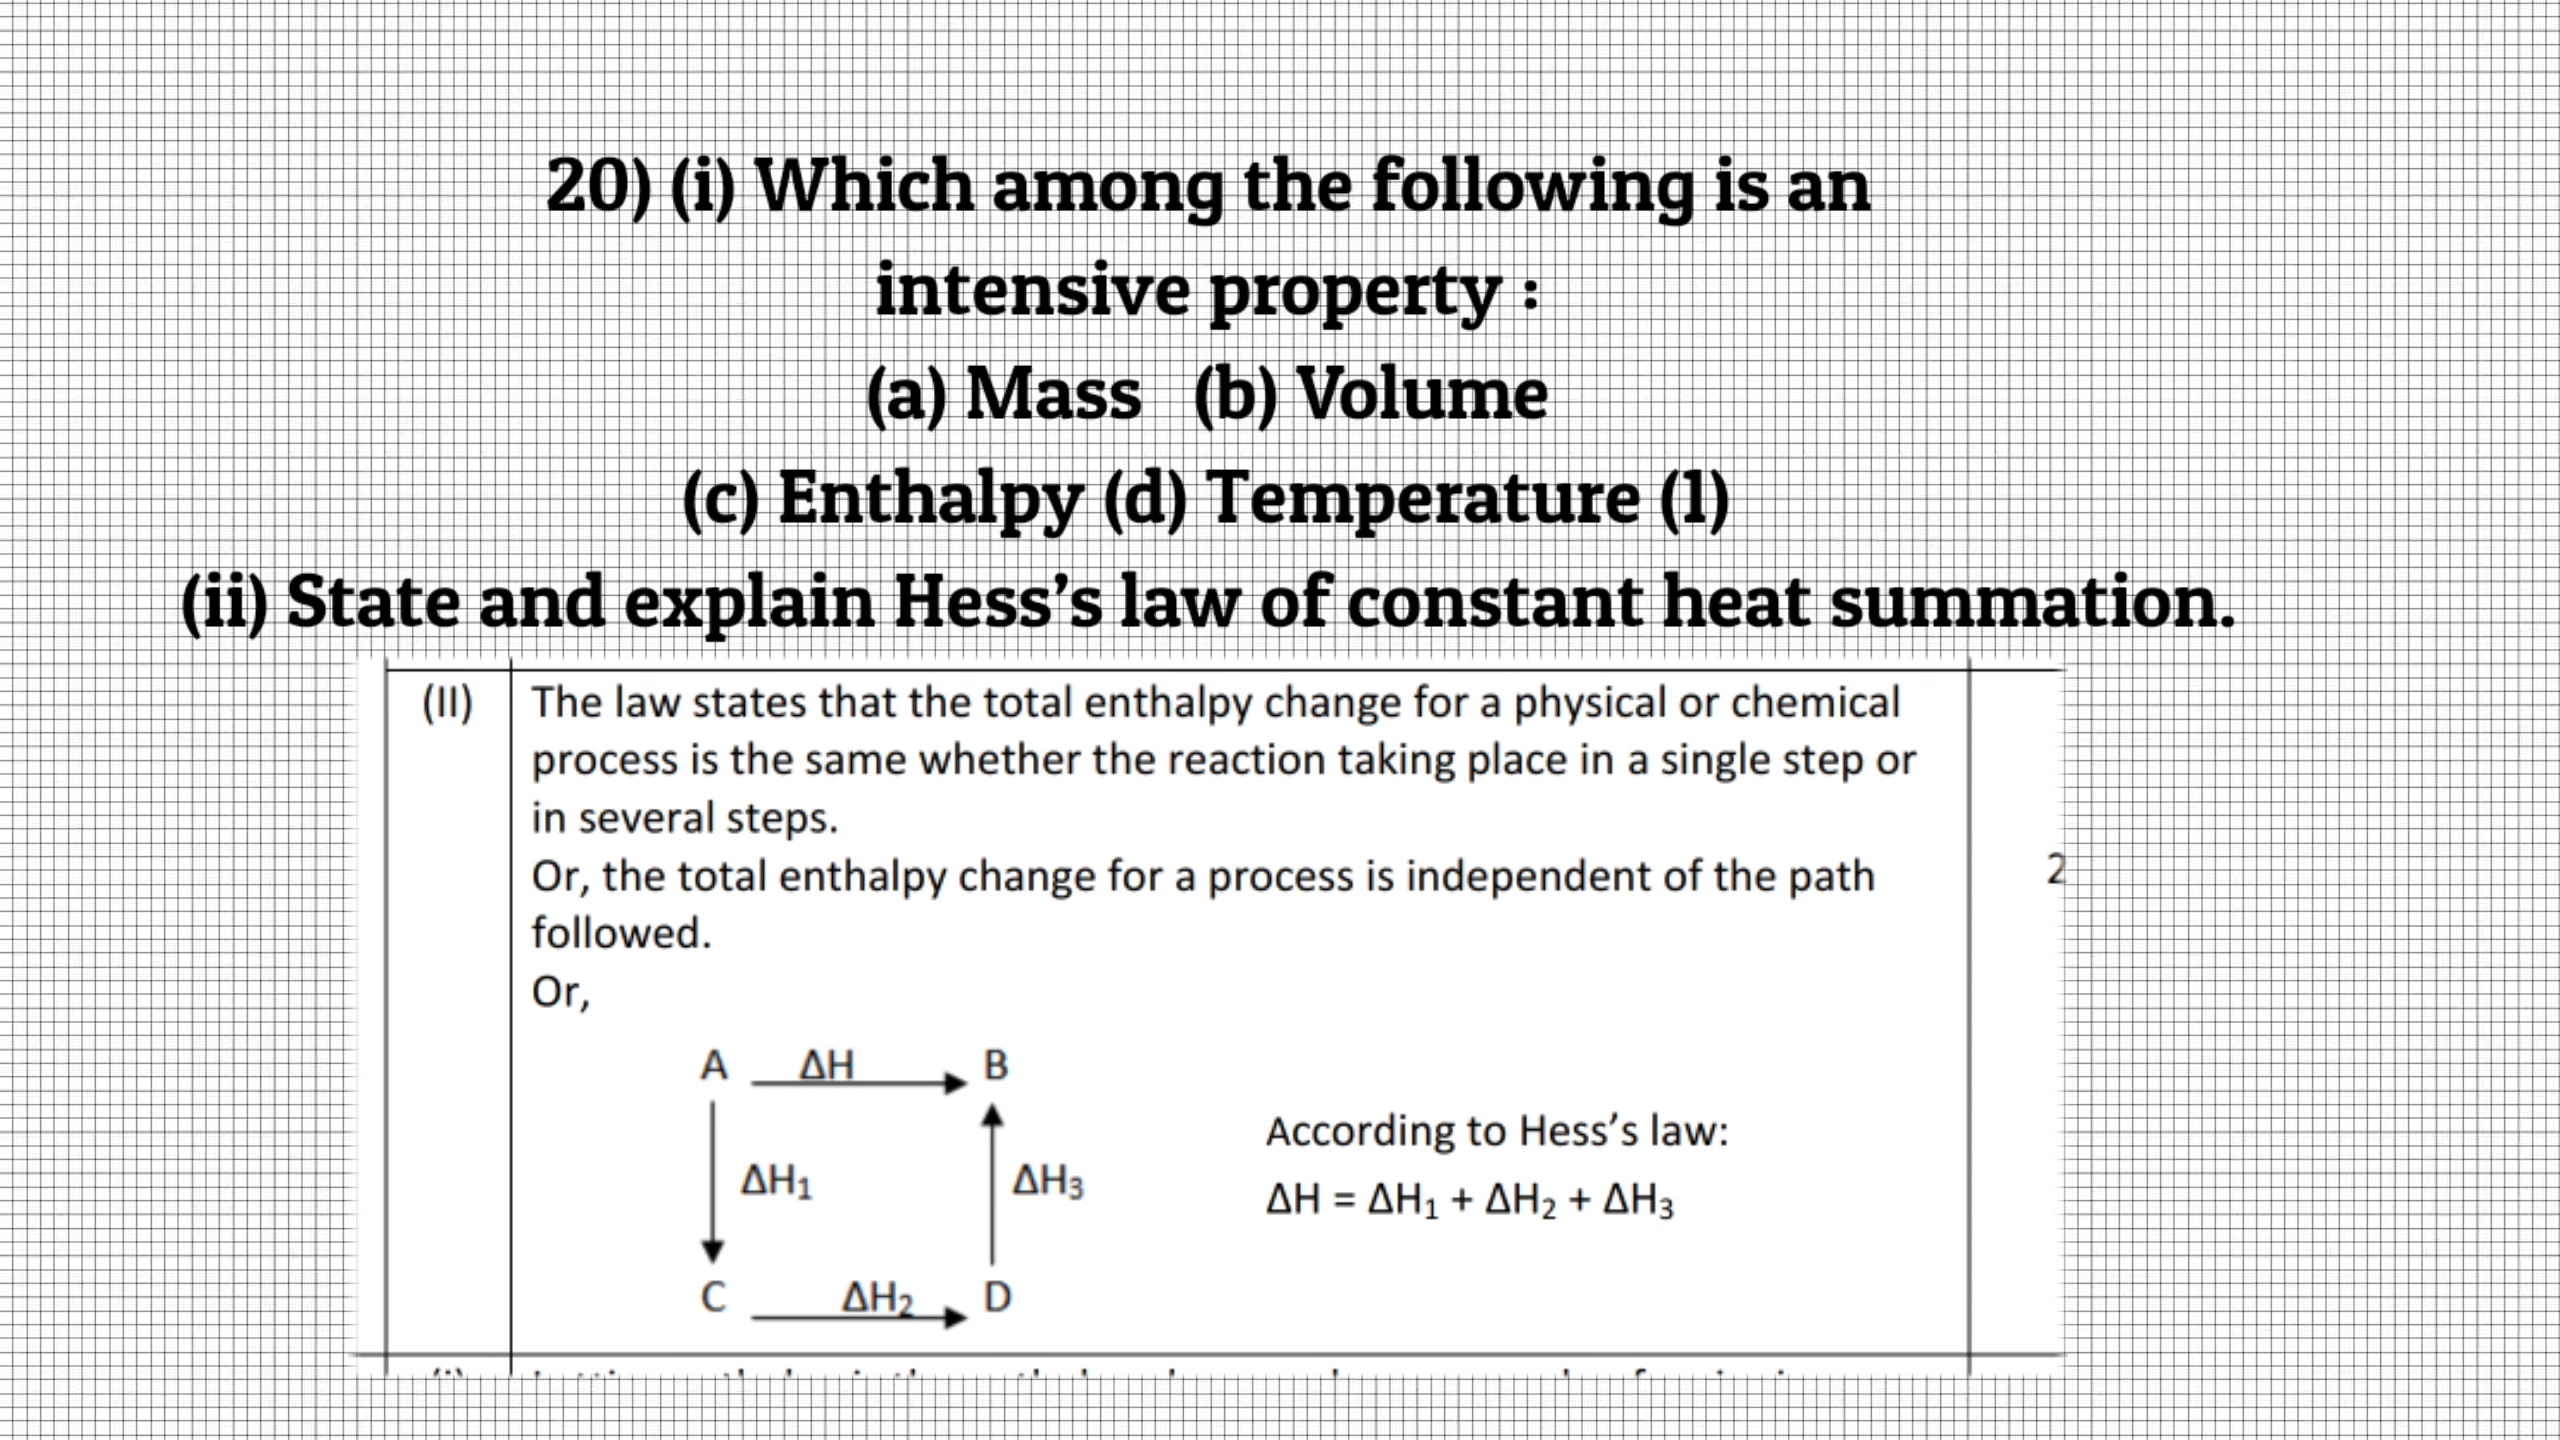 20) (i) Which among the following is an
intensive property :
(a) Mass (b) Volume
(c) Enthalpy (d) Temperature (1)
(ii) State and explain Hess’s law of constant heat summation.
(II) The law states that the total enthalpy change for a physical or chemical
process is the same whether the reaction taking place in a single step or
in several steps.
Or, the total enthalpy change for a process is independent of the path
2
followed.
Or,
A ΔH B
According to Hess’s law:
ΔH₁ ΔH₃
ΔH = ΔH₁ + ΔH₂ + ΔH₃
C ΔH₂ D